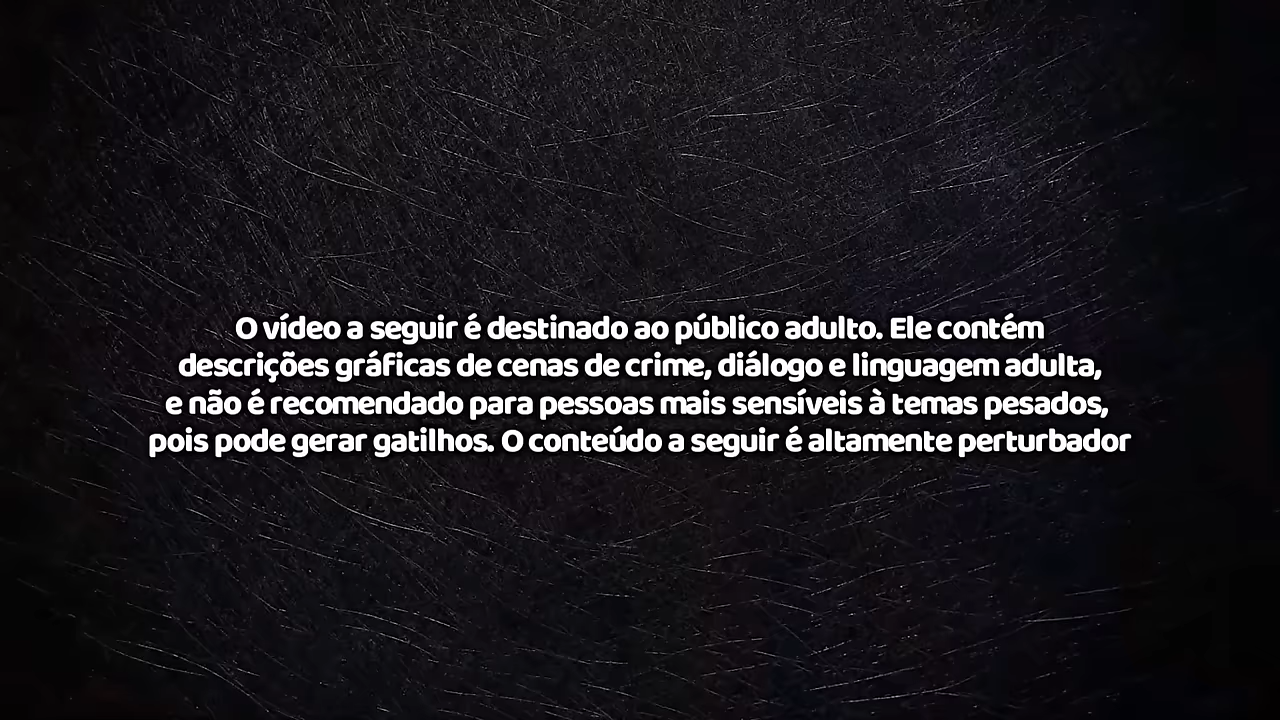 O vídeo a seguir é destinado ao público adulto. Ele contém
descrições gráficas de cenas de crime, diálogo e linguagem adulta,
e não é recomendado para pessoas mais sensíveis à temas pesados,
pois pode gerar gatilhos. O conteúdo a seguir é altamente perturbador